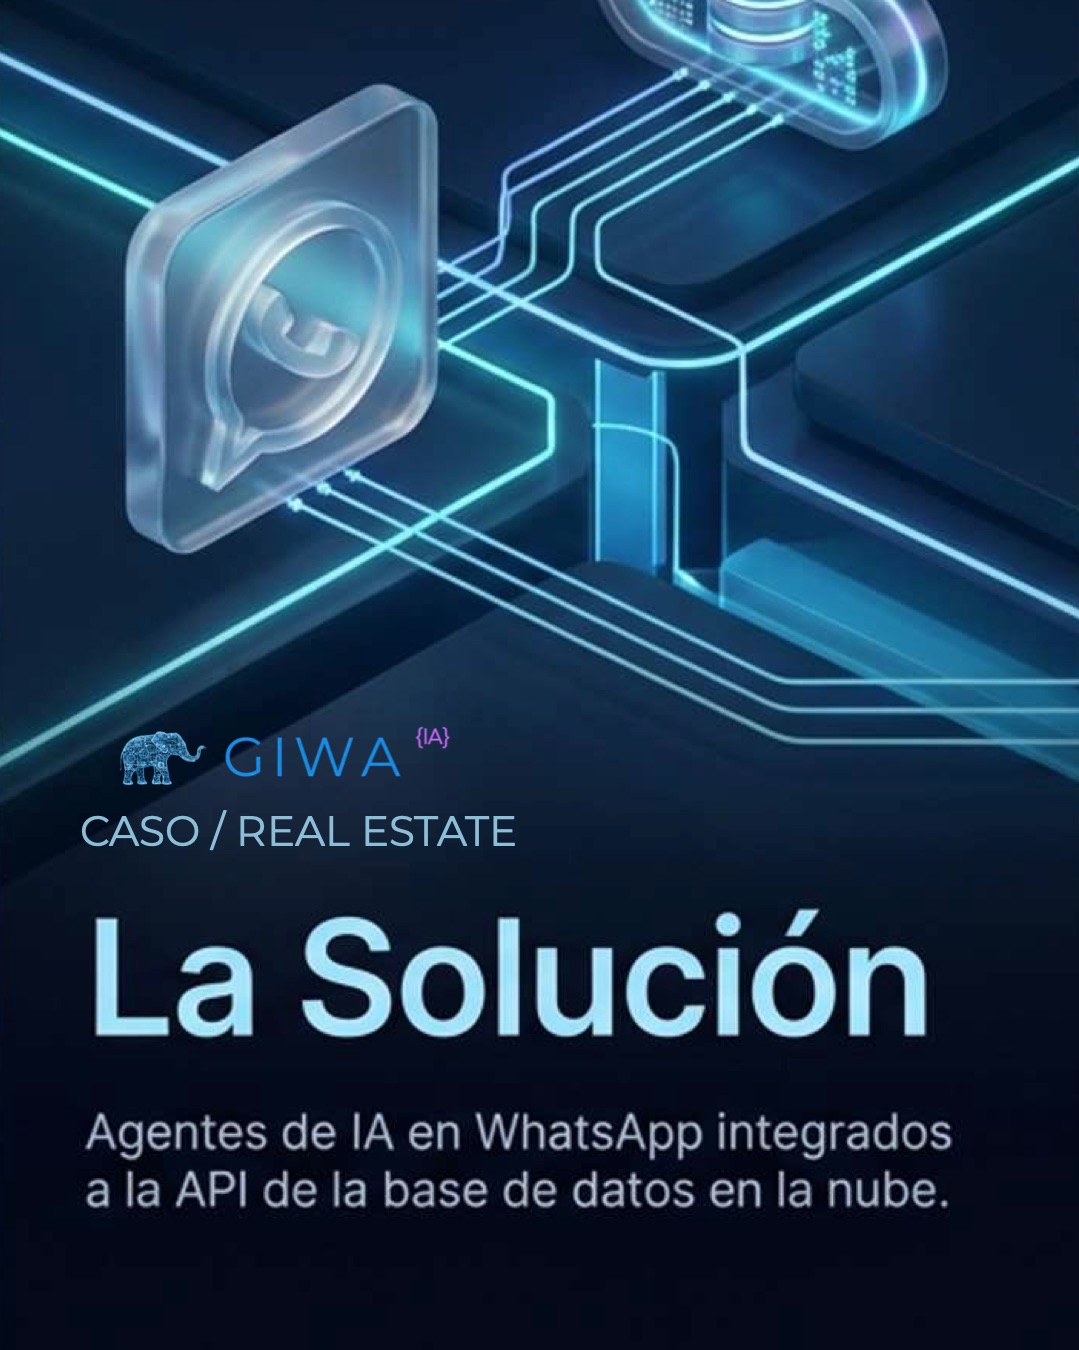 GIWA {IA}
CASO / REAL ESTATE
La Solución
Agentes de IA en WhatsApp integrados
a la API de la base de datos en la nube.